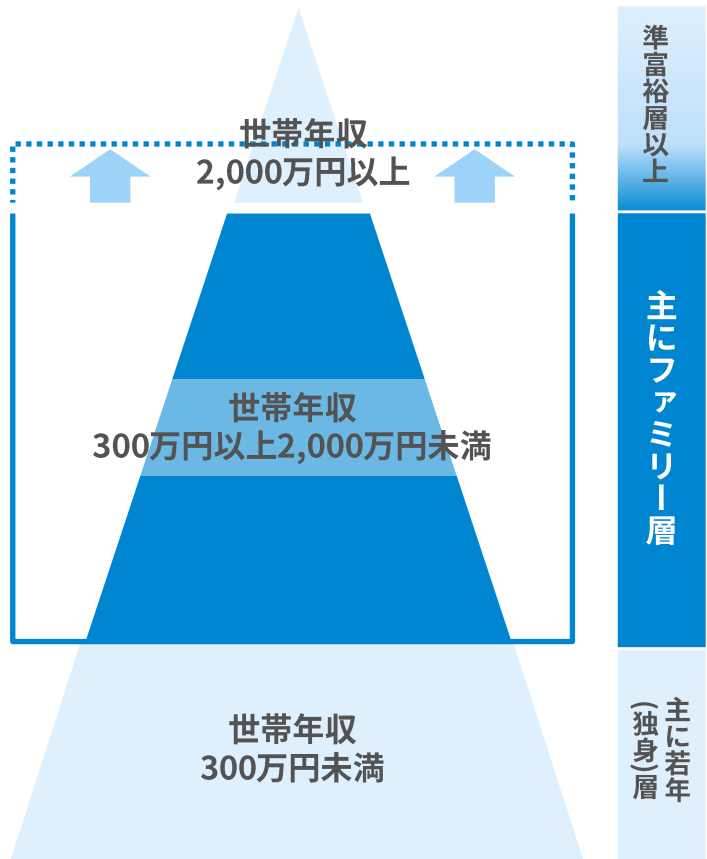 世帯年収
2,000万円以上
準富裕層以上
世帯年収
300万円以上2,000万円未満
主にファミリー層
世帯年収
300万円未満
主に若年
(独身)層